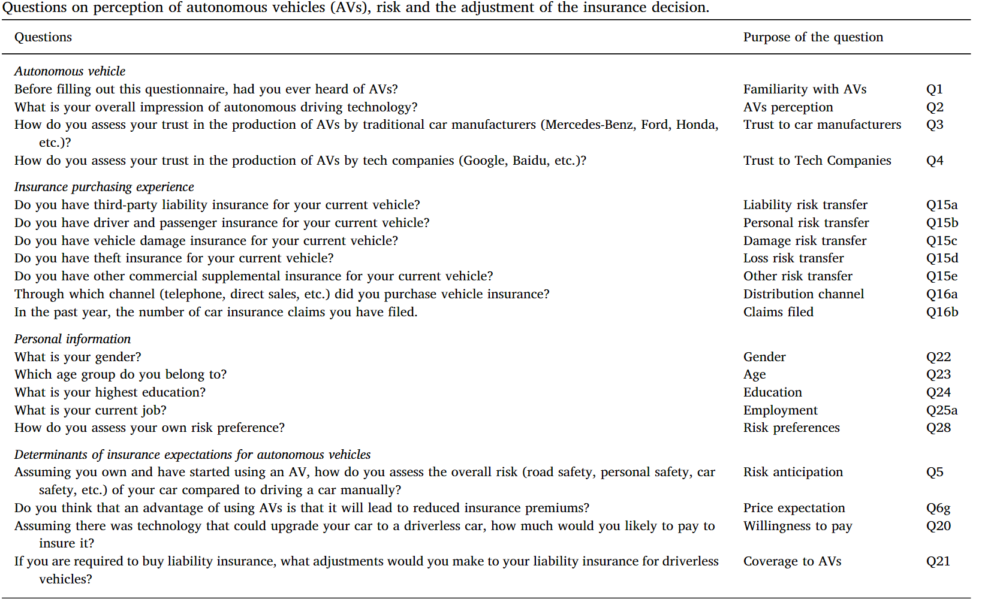 Questions on perception of autonomous vehicles (AVs), risk and the adjustment of the insurance decision.
Questions Purpose of the question
Autonomous vehicle
Before filling out this questionnaire, had you ever heard of AVs? Familiarity with AVs Q1
What is your overall impression of autonomous driving technology? AVs perception Q2
How do you assess your trust in the production of AVs by traditional car manufacturers (Mercedes-Benz, Ford, Honda, Trust to car manufacturers Q3
etc.)?
How do you assess your trust in the production of AVs by tech companies (Google, Baidu, etc.)? Trust to Tech Companies Q4
Insurance purchasing experience
Do you have third-party liability insurance for your current vehicle? Liability risk transfer Q15a
Do you have driver and passenger insurance for your current vehicle? Personal risk transfer Q15b
Do you have vehicle damage insurance for your current vehicle? Damage risk transfer Q15c
Do you have theft insurance for your current vehicle? Loss risk transfer Q15d
Do you have other commercial supplemental insurance for your current vehicle? Other risk transfer Q15e
Through which channel (telephone, direct sales, etc.) did you purchase vehicle insurance? Distribution channel Q16a
In the past year, the number of car insurance claims you have filed. Claims filed Q16b
Personal information
What is your gender? Gender Q22
Which age group do you belong to? Age Q23
What is your highest education? Education Q24
What is your current job? Employment Q25a
How do you assess your own risk preference? Risk preferences Q28
Determinants of insurance expectations for autonomous vehicles
Assuming you own and have started using an AV, how do you assess the overall risk (road safety, personal safety, car Risk anticipation Q5
safety, etc.) of your car compared to driving a car manually?
Do you think that an advantage of using AVs is that it will lead to reduced insurance premiums? Price expectation Q6g
Assuming there was technology that could upgrade your car to a driverless car, how much would you likely to pay to Willingness to pay Q20
insure it?
If you are required to buy liability insurance, what adjustments would you make to your liability insurance for driverless Coverage to AVs Q21
vehicles?